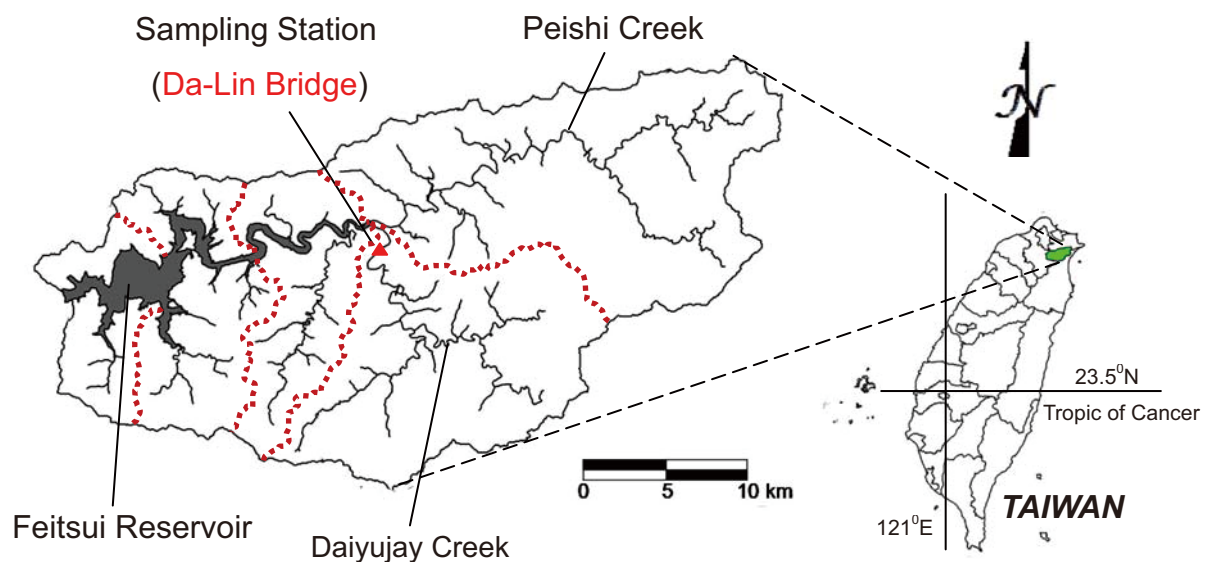 Sampling Station
(Da-Lin Bridge)
Peishi Creek
N
23.5⁰N
Tropic of Cancer
0 5 10 km
TAIWAN
121⁰E
Feitsui Reservoir
Daiyujay Creek